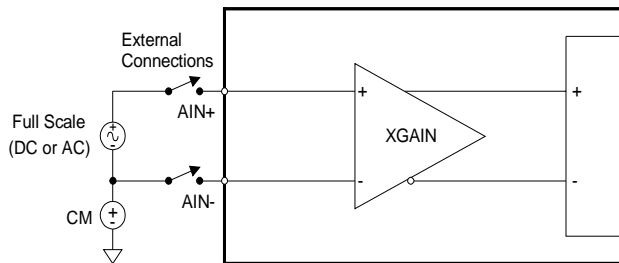 External
Connections
+
+
AIN+
XGAIN
Full Scale
(DC or AC)
+
-
-
-
AIN-
CM
+
-